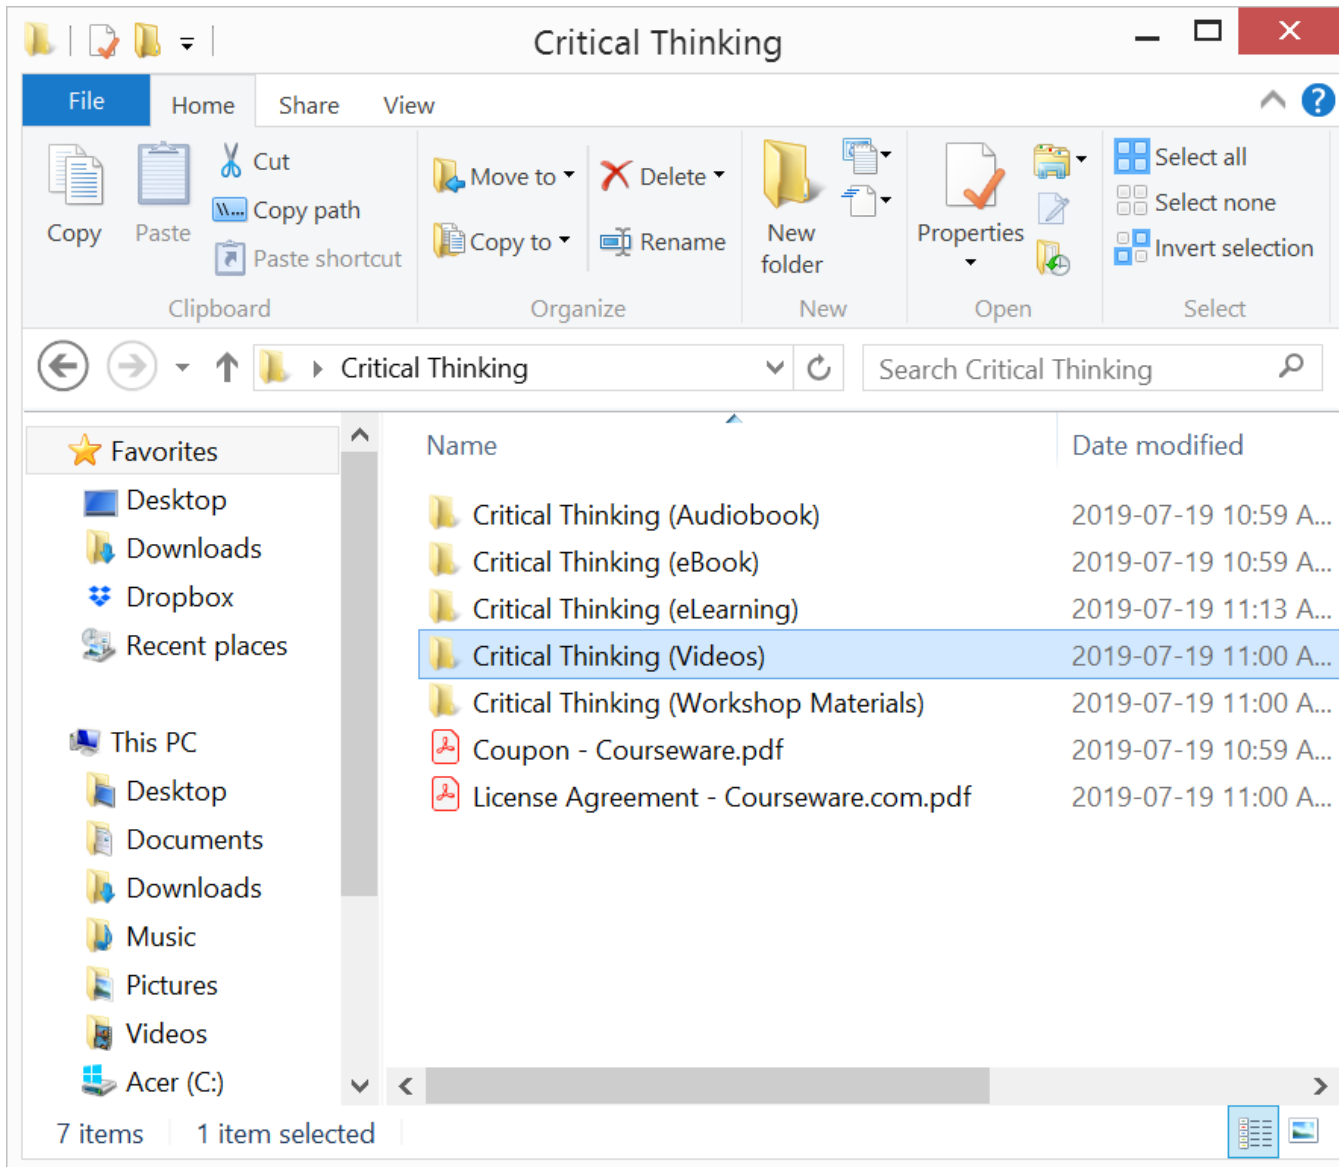 Critical Thinking
File Home Share View
Copy
Paste
Cut
\\...
Copy path
Paste shortcut
Clipboard
Move to
Copy to
Delete
Rename
Organize
New
folder
New
Properties
Open
Select all
Select none
Invert selection
Select
Critical Thinking
Search Critical Thinking
Favorites
Desktop
Downloads
Dropbox
Recent places
This PC
Desktop
Documents
Downloads
Music
Pictures
Videos
Acer (C:)
Name Date modified
Critical Thinking (Audiobook) 2019-07-19 10:59 A...
Critical Thinking (eBook) 2019-07-19 10:59 A...
Critical Thinking (eLearning) 2019-07-19 11:13 A...
Critical Thinking (Videos) 2019-07-19 11:00 A...
Critical Thinking (Workshop Materials) 2019-07-19 11:00 A...
Coupon - Courseware.pdf 2019-07-19 10:59 A...
License Agreement - Courseware.com.pdf 2019-07-19 11:00 A...
7 items 1 item selected